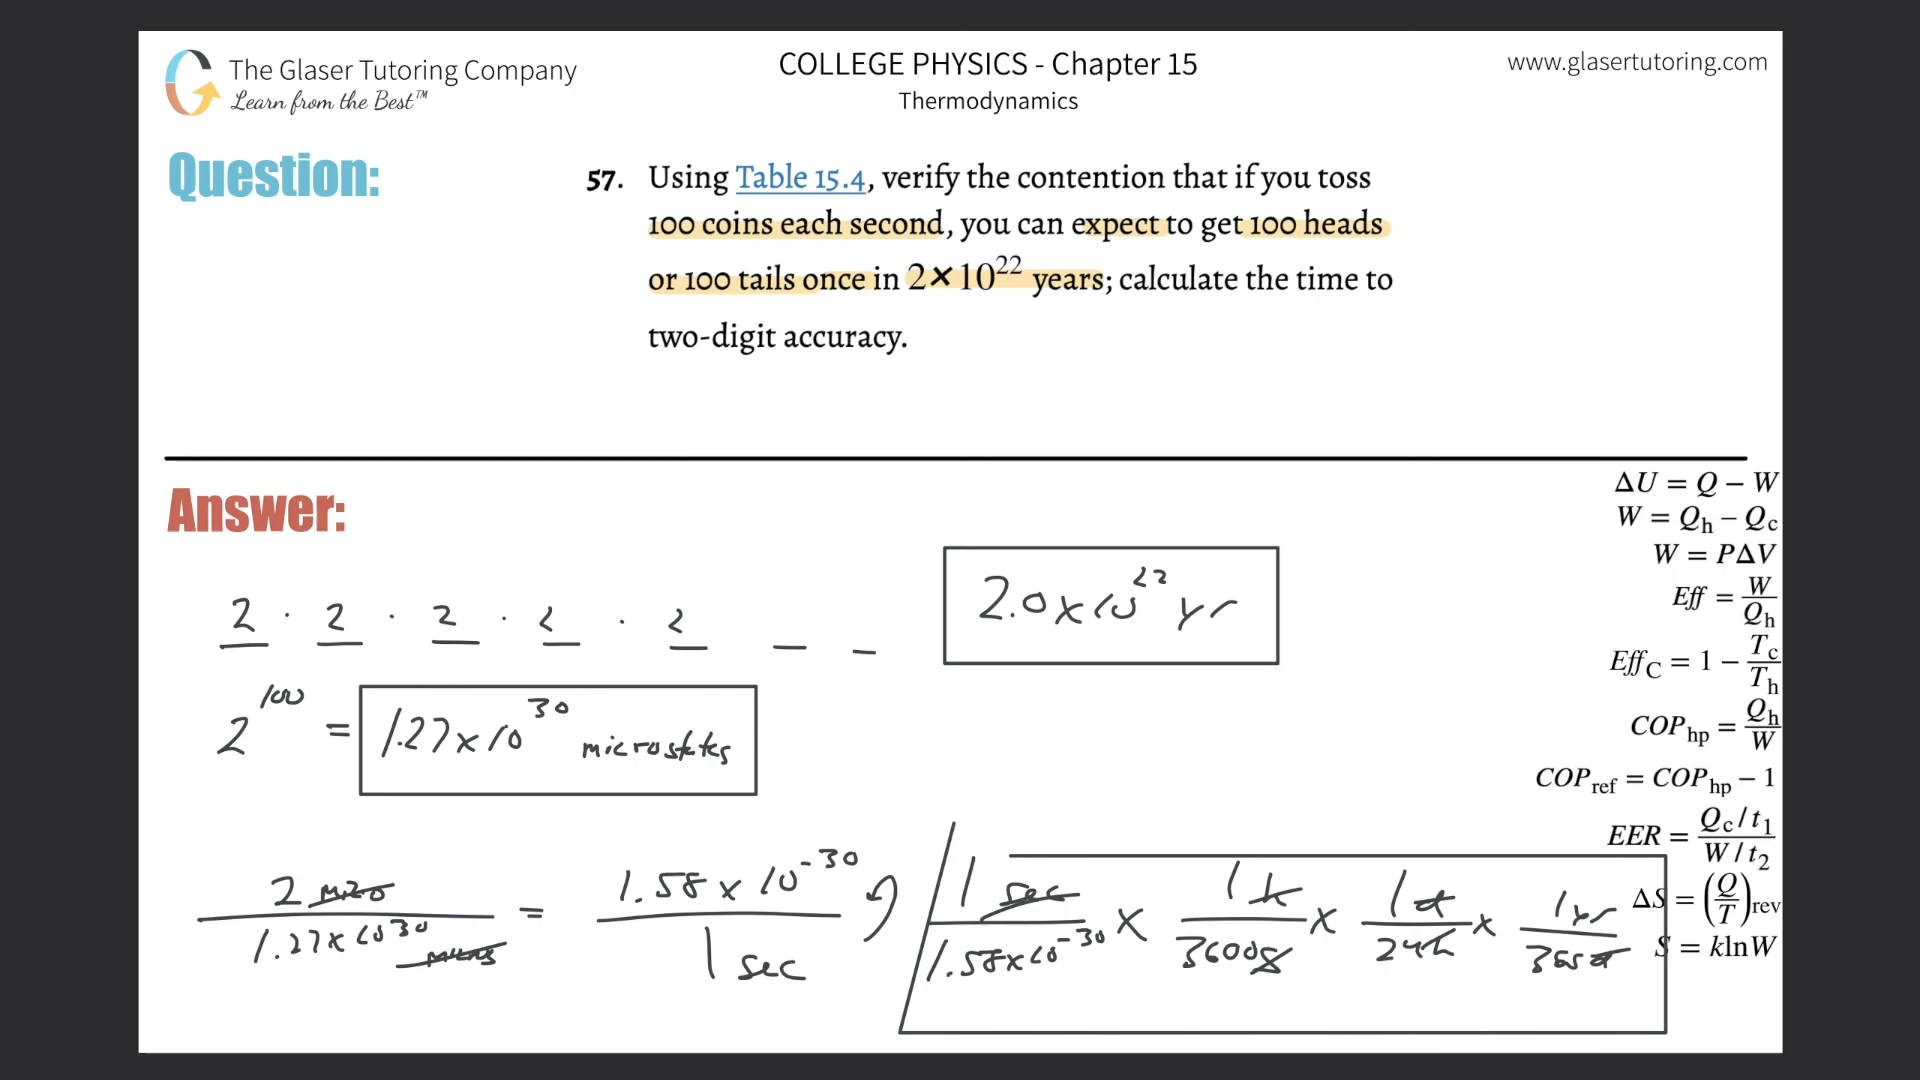 The Glaser Tutoring Company
Learn from the Best™
COLLEGE PHYSICS - Chapter 15
Thermodynamics
www.glasertutoring.com
Question:
57. Using Table 15.4, verify the contention that if you toss
100 coins each second, you can expect to get 100 heads
or 100 tails once in 2×10²² years; calculate the time to
two-digit accuracy.
Answer:
2 · 2 · 2 · 2 · 2 _ _
2.0 x 10²² yr
2¹⁰⁰ = 1.27 x 10³⁰ microstates
2 micro / 1.27 x 10³⁰ micros = 1.58 x 10⁻³⁰ / 1 sec
1 sec / 1.58 x 10⁻³⁰ x 1 h / 3600 s x 1 d / 24 h x 1 yr / 365 d
ΔU = Q − W
W = Qh − Qc
W = PΔV
Eff = W / Qh
EffC = 1 − Tc / Th
COPhp = Qh / W
COPref = COPhp − 1
EER = Qc / t1 / W / t2
ΔS = (Q / T)rev
S = klnW